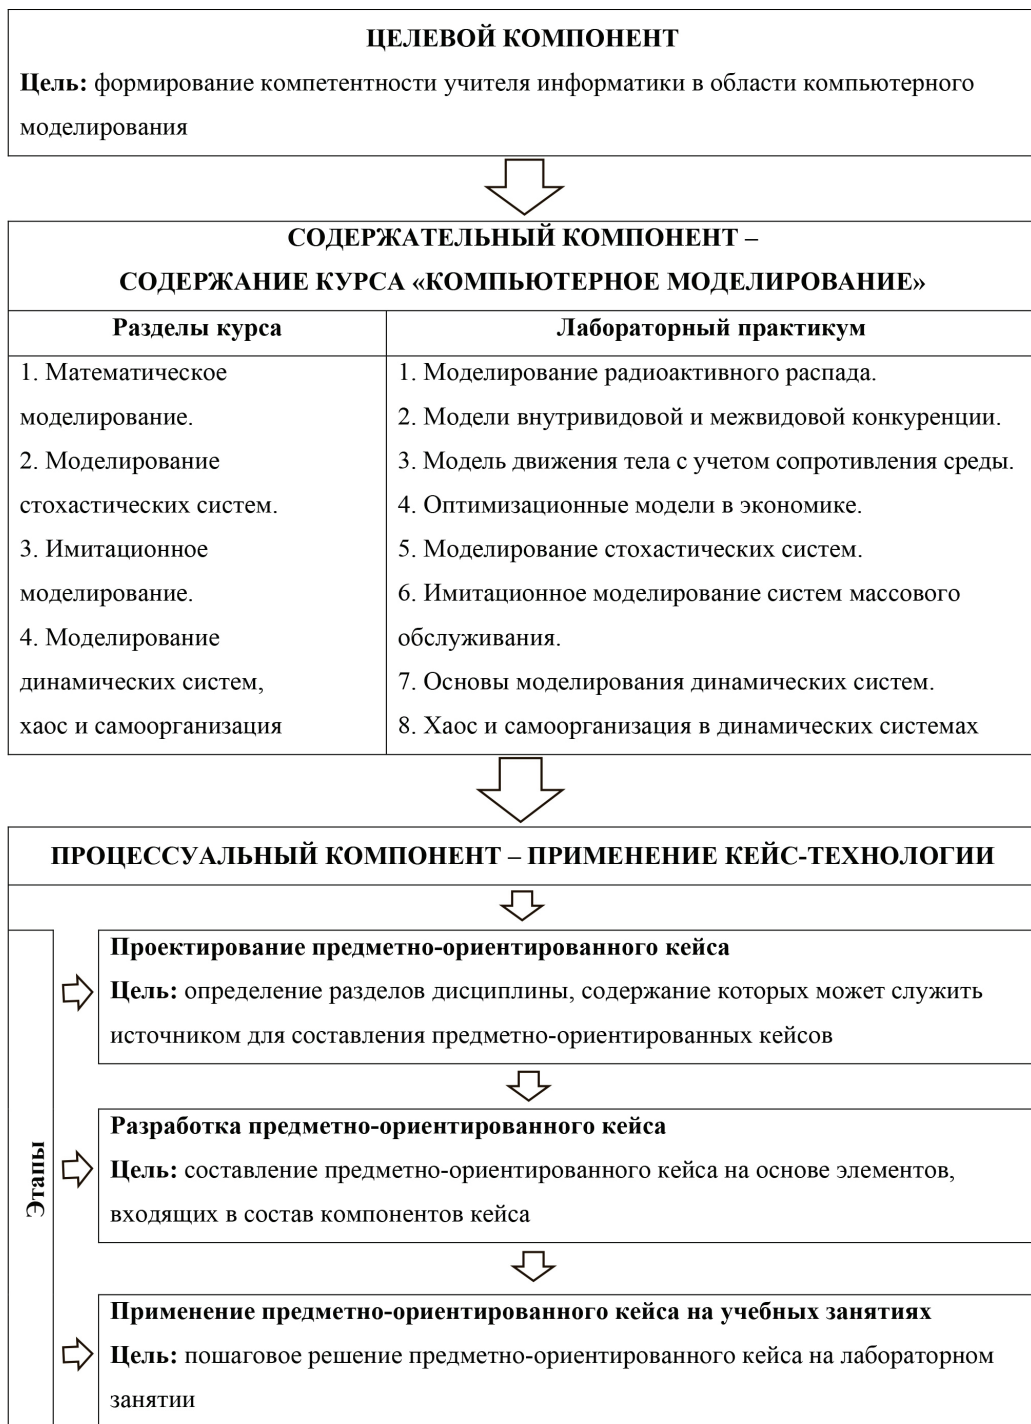 ЦЕЛЕВОЙ КОМПОНЕНТ
Цель: формирование компетентности учителя информатики в области компьютерного
моделирования
СОДЕРЖАТЕЛЬНЫЙ КОМПОНЕНТ –
СОДЕРЖАНИЕ КУРСА «КОМПЬЮТЕРНОЕ МОДЕЛИРОВАНИЕ»
Разделы курса
1. Математическое
моделирование.
2. Моделирование
стохастических систем.
3. Имитационное
моделирование.
4. Моделирование
динамических систем,
хаос и самоорганизация
Лабораторный практикум
1. Моделирование радиоактивного распада.
2. Модели внутривидовой и межвидовой конкуренции.
3. Модель движения тела с учетом сопротивления среды.
4. Оптимизационные модели в экономике.
5. Моделирование стохастических систем.
6. Имитационное моделирование систем массового
обслуживания.
7. Основы моделирования динамических систем.
8. Хаос и самоорганизация в динамических системах
ПРОЦЕССУАЛЬНЫЙ КОМПОНЕНТ – ПРИМЕНЕНИЕ КЕЙС-ТЕХНОЛОГИИ
Этапы
Проектирование предметно-ориентированного кейса
Цель: определение разделов дисциплины, содержание которых может служить
источником для составления предметно-ориентированных кейсов
Разработка предметно-ориентированного кейса
Цель: составление предметно-ориентированного кейса на основе элементов,
входящих в состав компонентов кейса
Применение предметно-ориентированного кейса на учебных занятиях
Цель: пошаговое решение предметно-ориентированного кейса на лабораторном
занятии